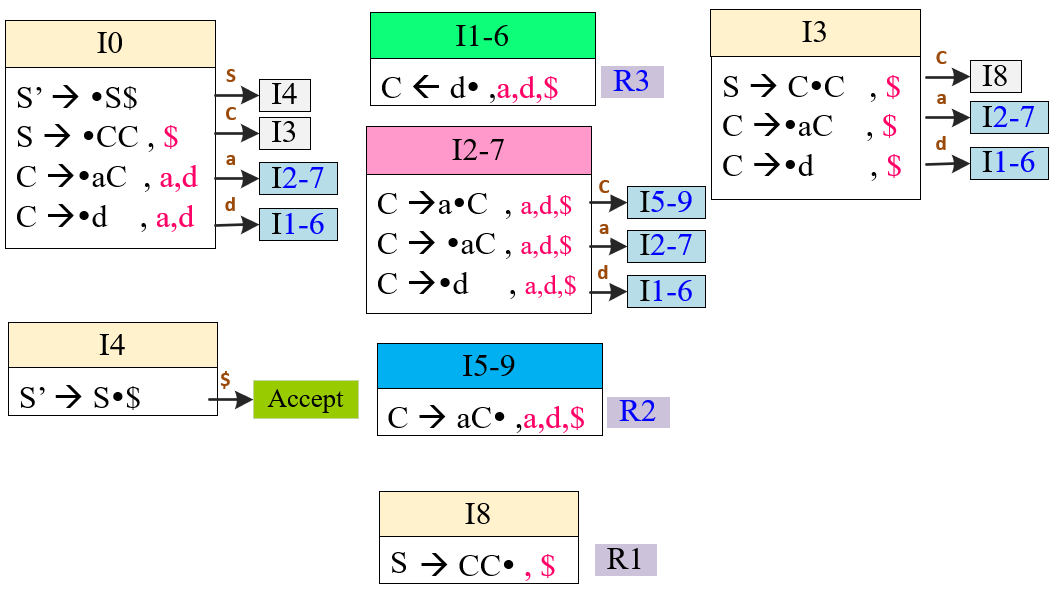 I0
S’ → •S$
S → •CC , $
C → •aC , a,d
C → •d , a,d
S
I4
C
I3
a
I2-7
d
I1-6
I1-6
C ← d• ,a,d,$
R3
I2-7
C → a•C , a,d,$
C → •aC , a,d,$
C → •d , a,d,$
C
I5-9
a
I2-7
d
I1-6
I3
S → C•C , $
C → •aC , $
C → •d , $
C
I8
a
I2-7
d
I1-6
I4
S’ → S•$
$
Accept
I5-9
C → aC• ,a,d,$
R2
I8
S → CC• , $
R1